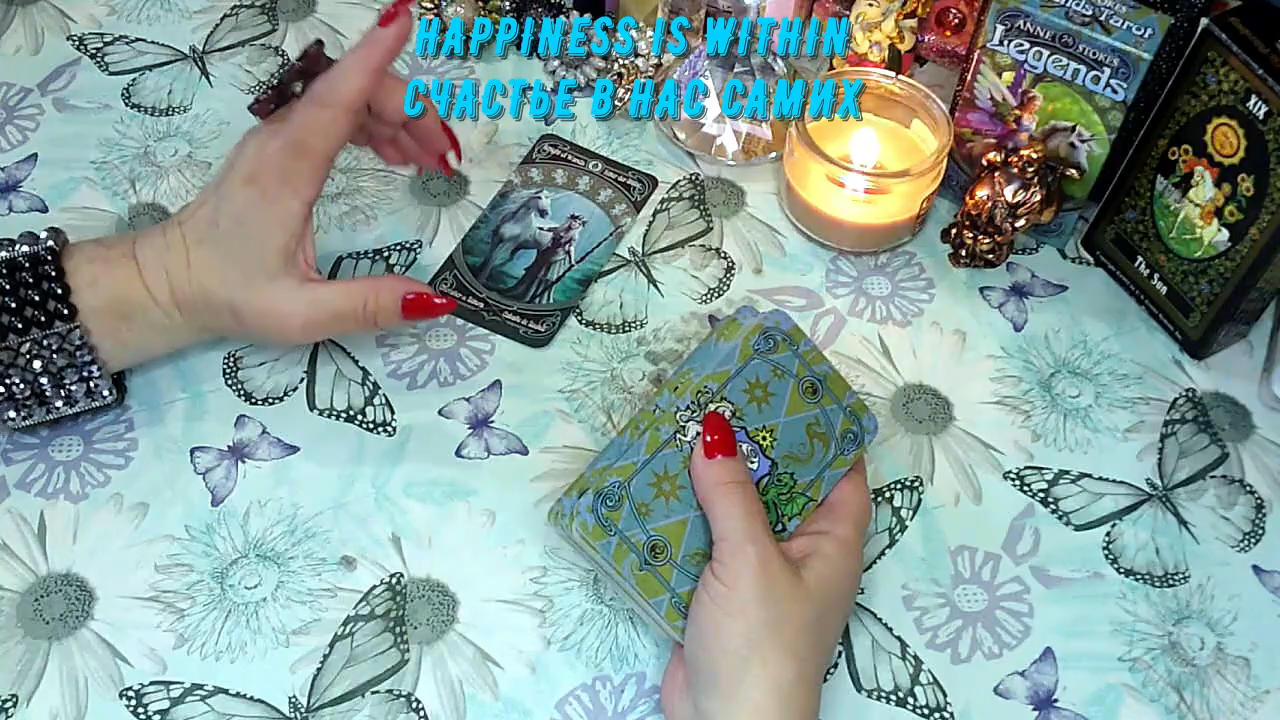 HAPPINESS IS WITHIN
СЧАСТЬЕ В НАС САМИХ
Tarot
ANNE STOKES
Legends
XIX
The Sun